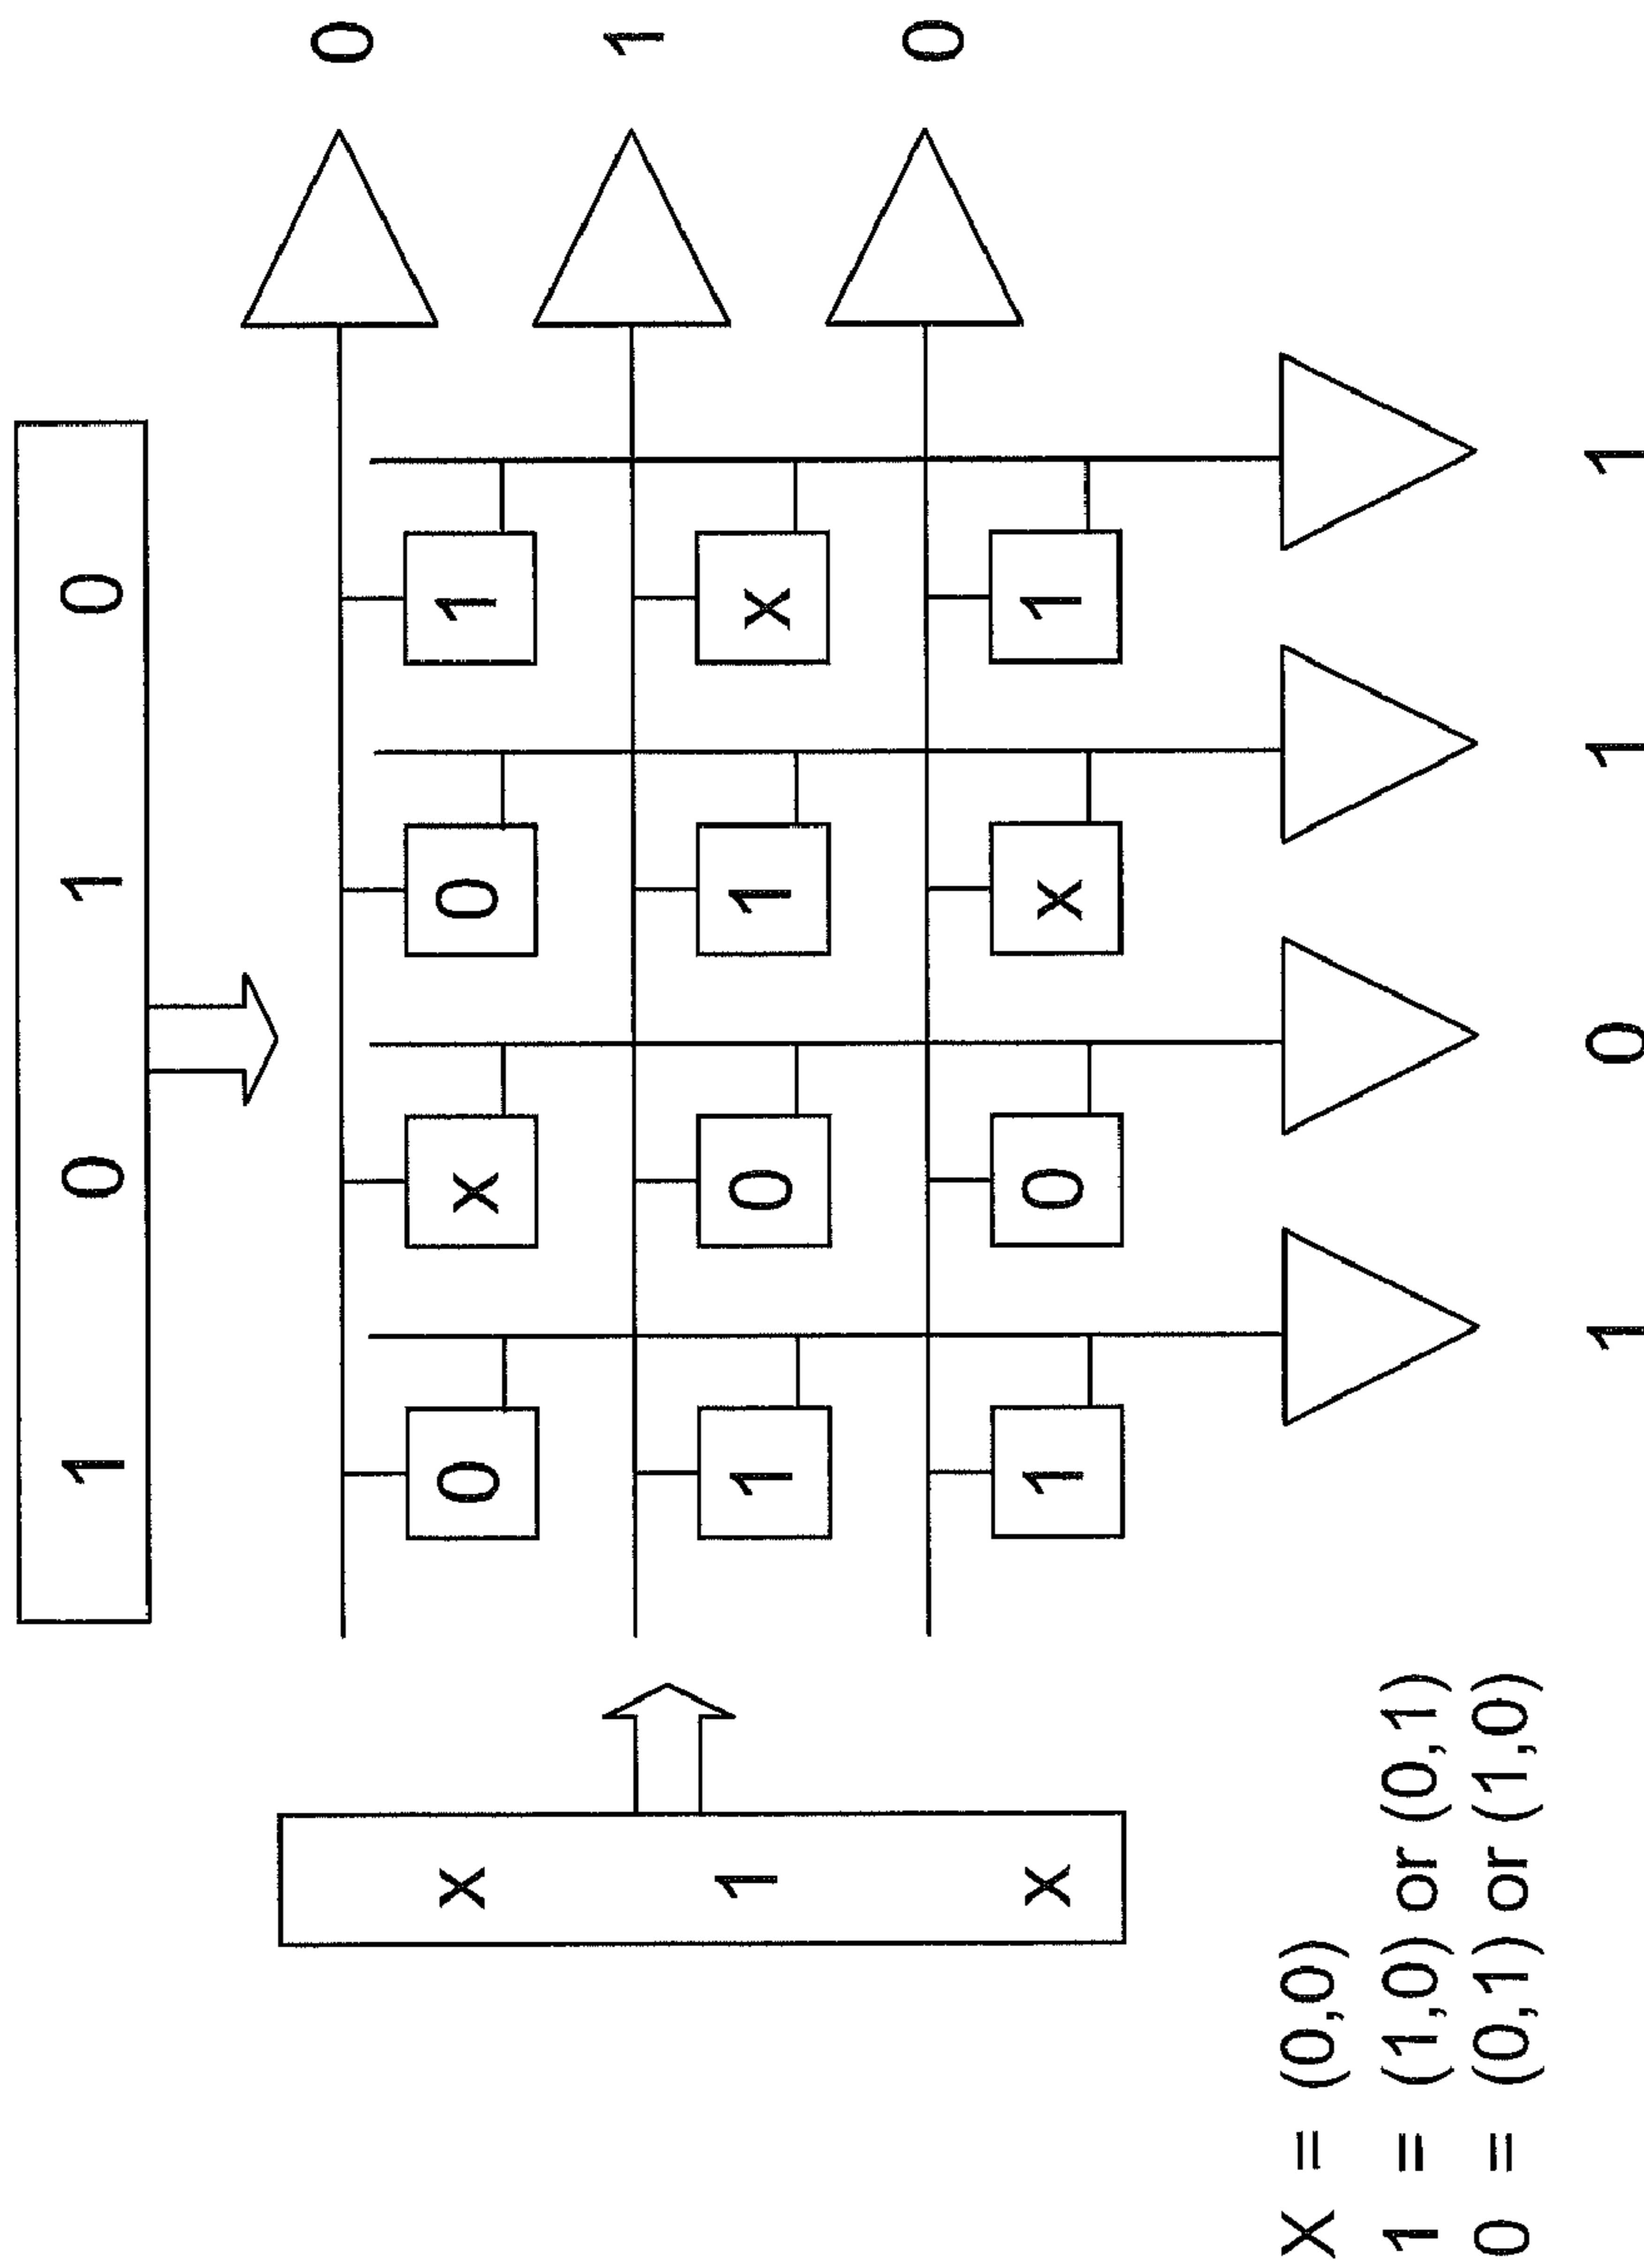 1 0 1 0
0
x 0 x 0 1
1
1 1 0 1 x
0
x 1 0 x 1
X = (0,0)
1 = (1,0) or (0,1)
0 = (0,1) or (1,0)
1 0 1 1